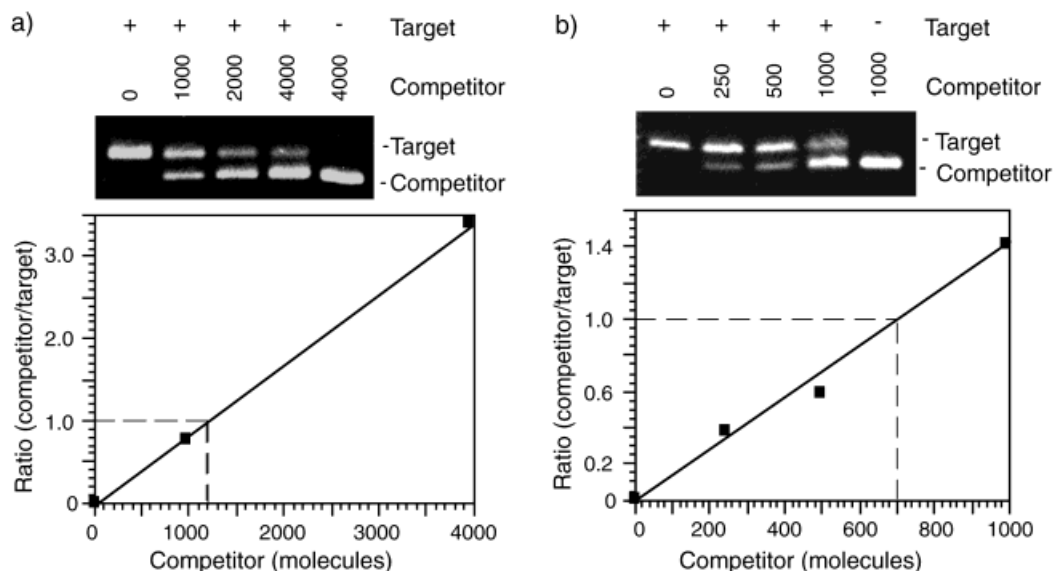 a)
+ + + + - Target
0 1000 2000 4000 4000 Competitor
-Target
-Competitor
Ratio (competitor/target)
3.0
2.0
1.0
0
0 1000 2000 3000 4000
Competitor (molecules)
b)
+ + + + - Target
0 250 500 1000 1000 Competitor
- Target
- Competitor
Ratio (competitor/target)
1.4
1.0
0.6
0.2
0
0 200 400 600 800 1000
Competitor (molecules)